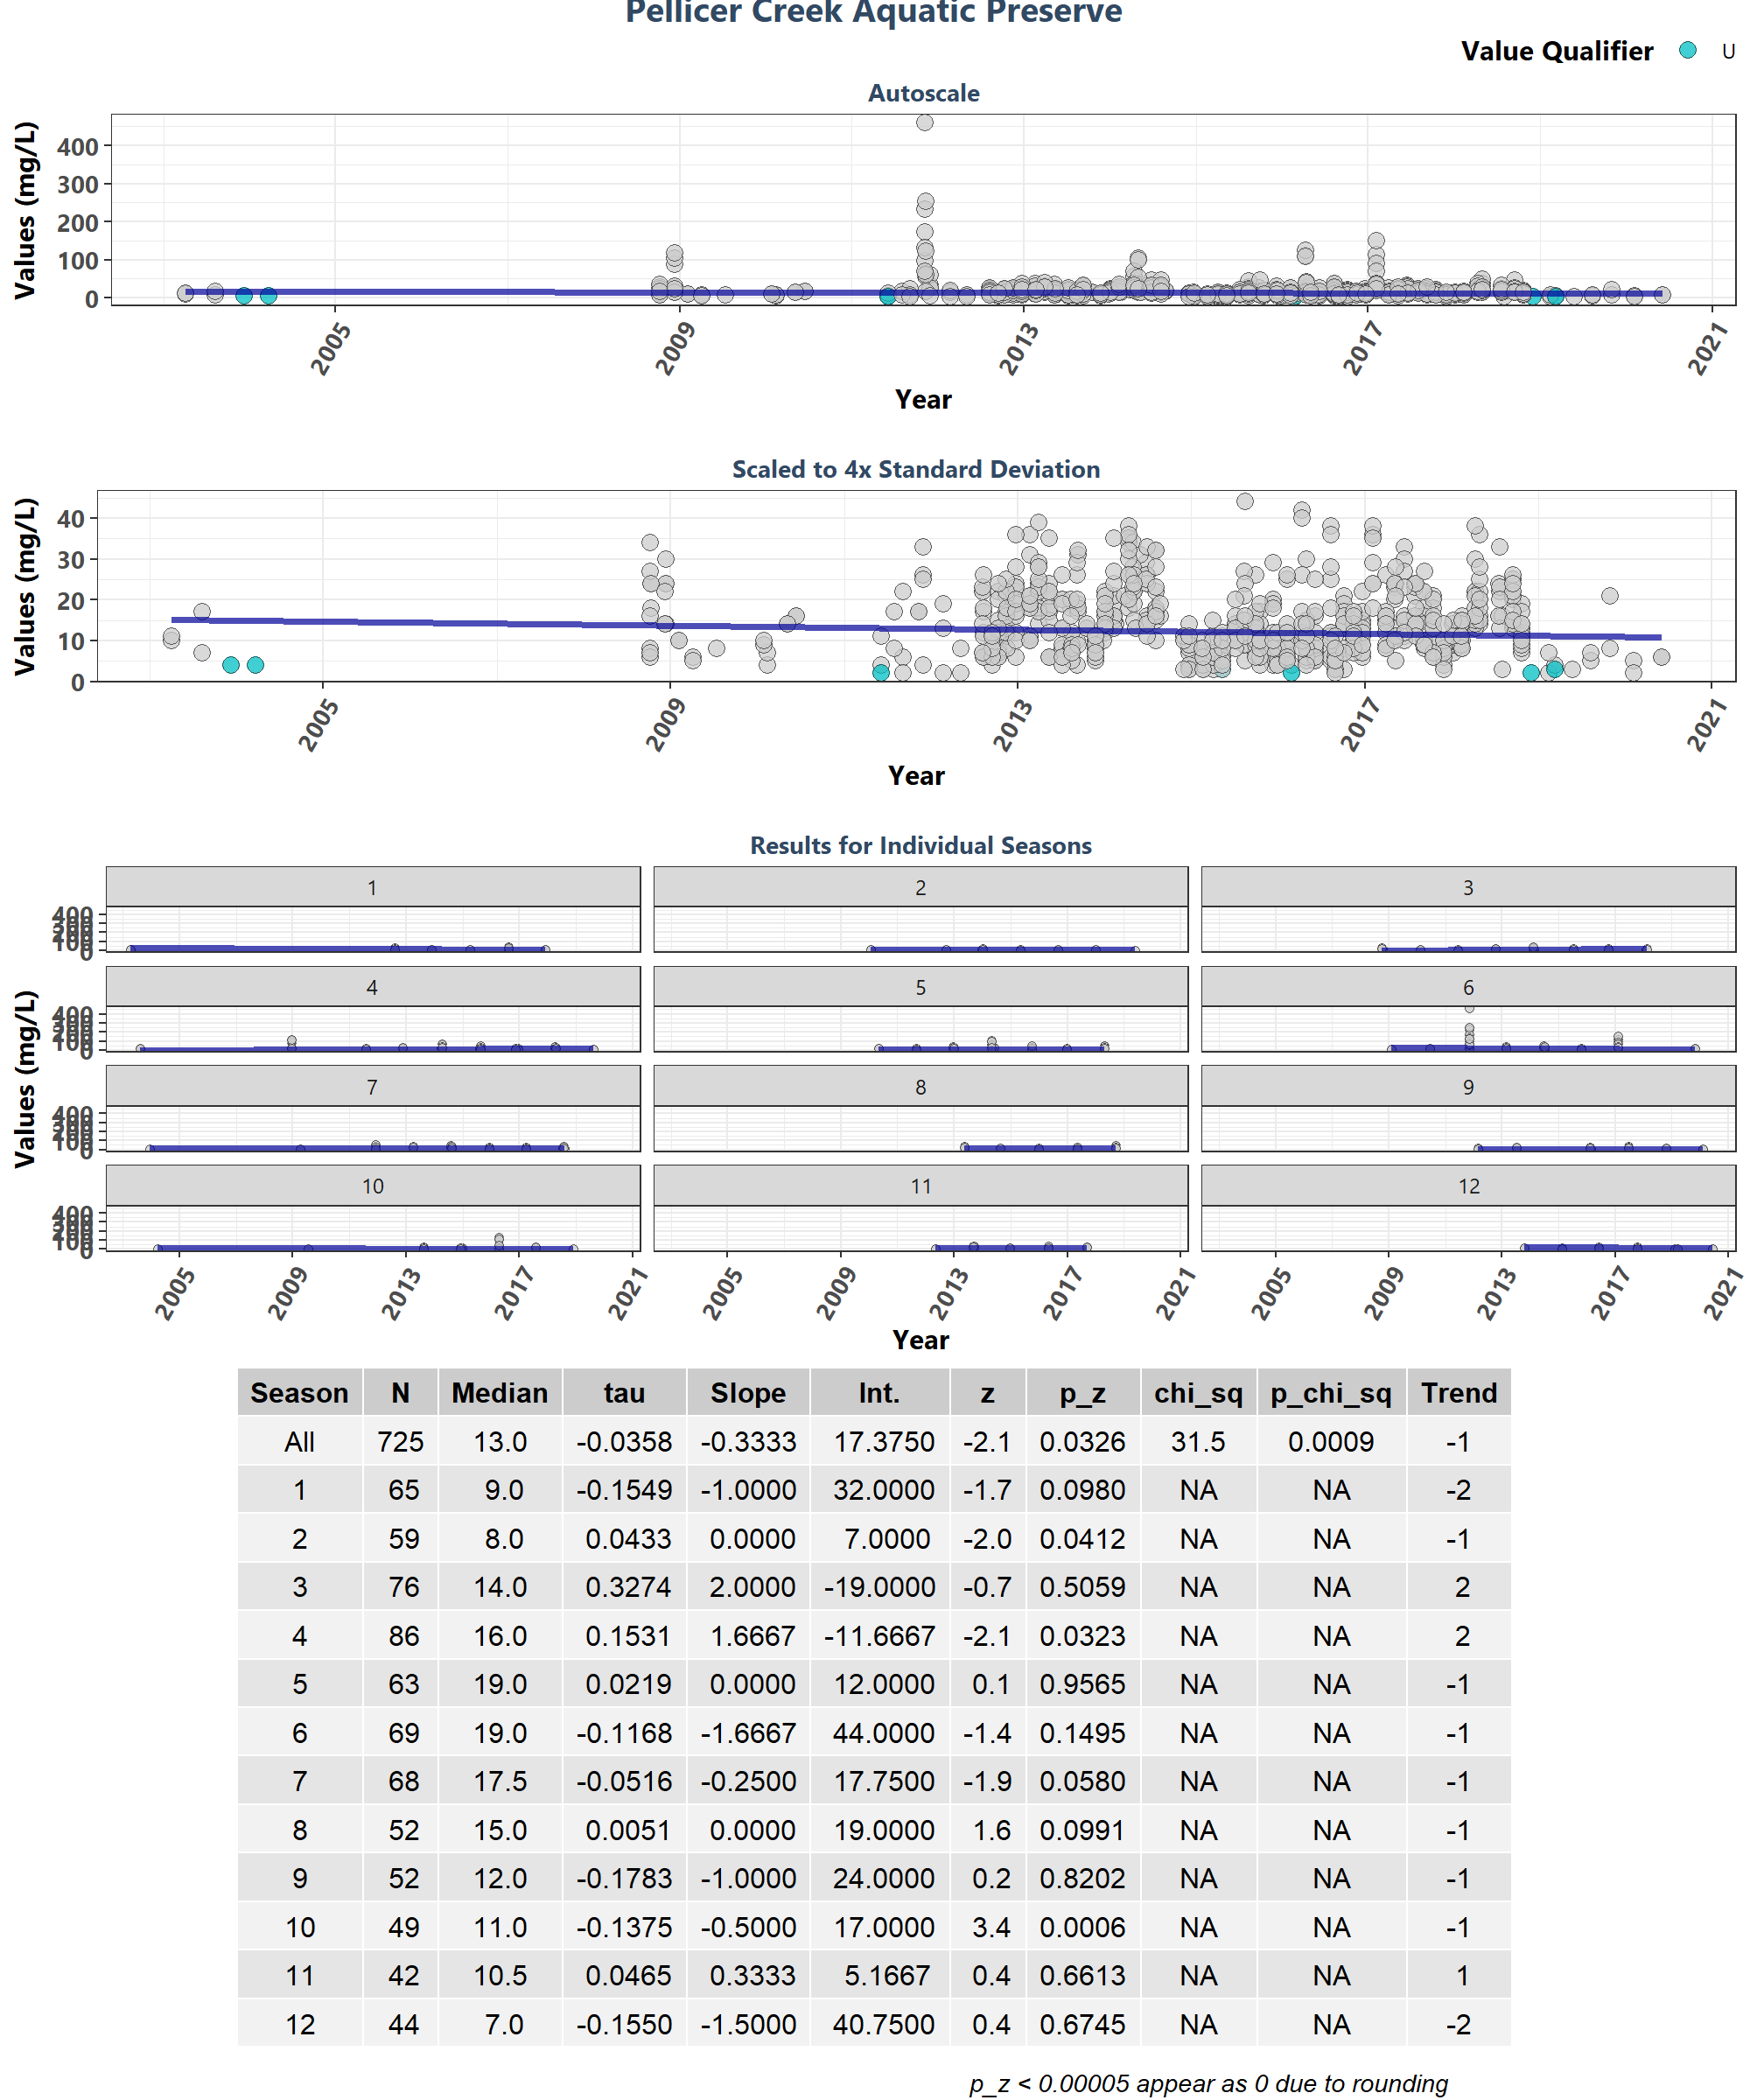 Pellicer Creek Aquatic Preserve
Value Qualifier U
Autoscale
Values (mg/L)
400
300
200
100
0
2005 2009 2013 2017 2021
Year
Scaled to 4x Standard Deviation
Values (mg/L)
40
30
20
10
0
2005 2009 2013 2017 2021
Year
Results for Individual Seasons
Values (mg/L)
1 2 3
400
0
4 5 6
400
0
7 8 9
400
0
10 11 12
400
0
2005 2009 2013 2017 2021 2005 2009 2013 2017 2021 2005 2009 2013 2017 2021
Year
Season N Median tau Slope Int. z p_z chi_sq p_chi_sq Trend
All 725 13.0 -0.0358 -0.3333 17.3750 -2.1 0.0326 31.5 0.0009 -1
1 65 9.0 -0.1549 -1.0000 32.0000 -1.7 0.0980 NA NA -2
2 59 8.0 0.0433 0.0000 7.0000 -2.0 0.0412 NA NA -1
3 76 14.0 0.3274 2.0000 -19.0000 -0.7 0.5059 NA NA 2
4 86 16.0 0.1531 1.6667 -11.6667 -2.1 0.0323 NA NA 2
5 63 19.0 0.0219 0.0000 12.0000 0.1 0.9565 NA NA -1
6 69 19.0 -0.1168 -1.6667 44.0000 -1.4 0.1495 NA NA -1
7 68 17.5 -0.0516 -0.2500 17.7500 -1.9 0.0580 NA NA -1
8 52 15.0 0.0051 0.0000 19.0000 1.6 0.0991 NA NA -1
9 52 12.0 -0.1783 -1.0000 24.0000 0.2 0.8202 NA NA -1
10 49 11.0 -0.1375 -0.5000 17.0000 3.4 0.0006 NA NA -1
11 42 10.5 0.0465 0.3333 5.1667 0.4 0.6613 NA NA 1
12 44 7.0 -0.1550 -1.5000 40.7500 0.4 0.6745 NA NA -2
p_z < 0.00005 appear as 0 due to rounding